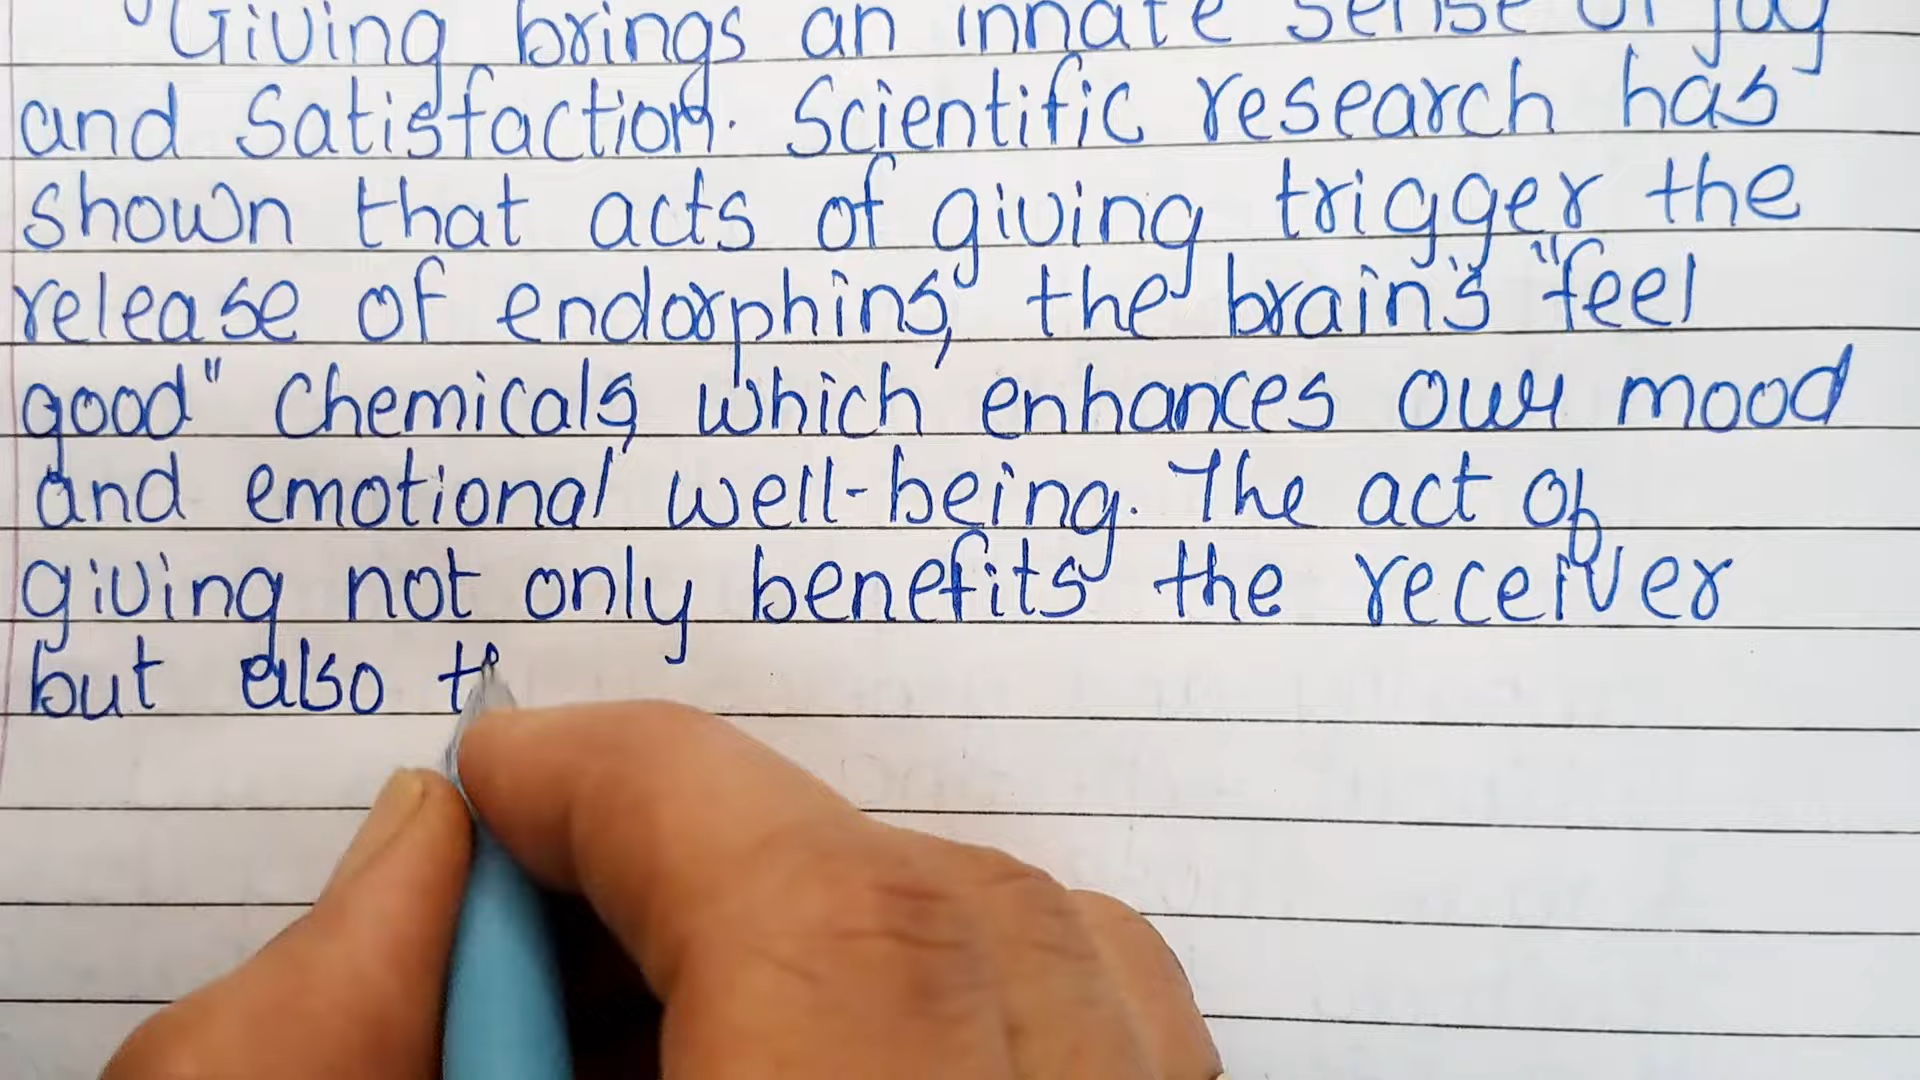 "Giving brings an innate sense of joy
and satisfaction. Scientific research has
shown that acts of giving trigger the
release of endorphins, the brain's "feel
good" chemicals, which enhances our mood
and emotional well-being. The act of
giving not only benefits the receiver
but also